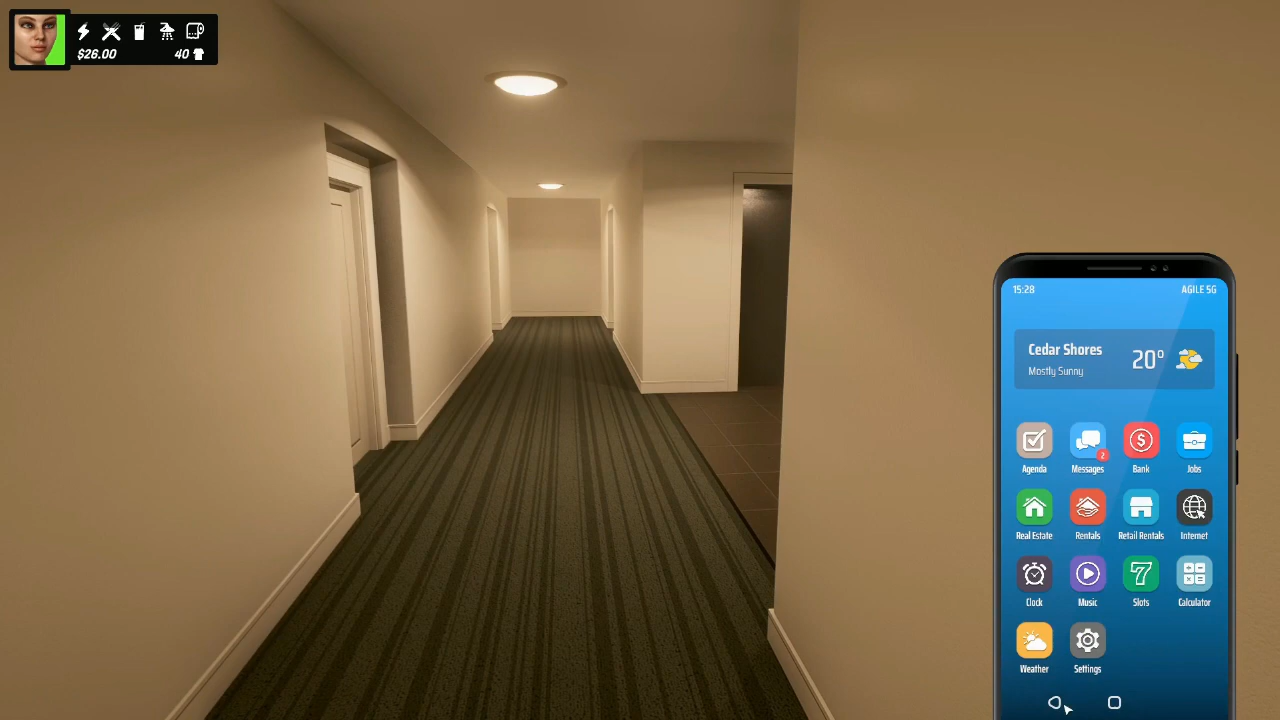 $26.00 40
15:28 AGILE 5G
Cedar Shores
20°
Mostly Sunny
Agenda Messages Bank Jobs
2
Real Estate Rentals Retail Rentals Internet
7
Clock Music Slots Calculator
Weather Settings